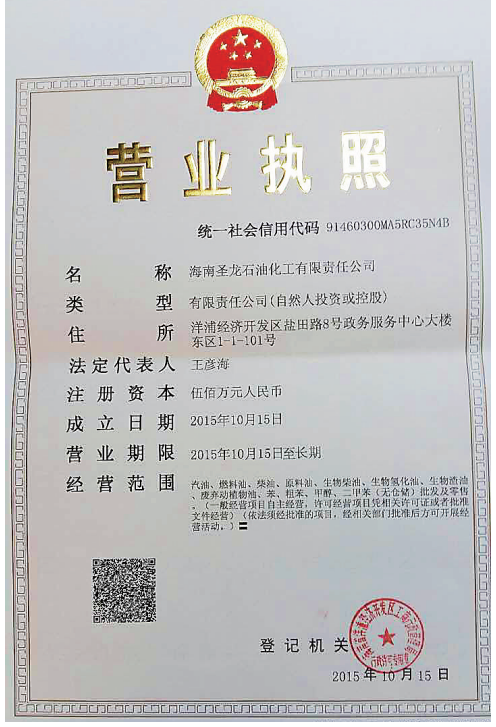 营业执照
统一社会信用代码 91460300MA5RC35N4B
名称 海南圣龙石油化工有限责任公司
类型 有限责任公司(自然人投资或控股)
住所 洋浦经济开发区盐田路8号政务服务中心大楼
东区1-1-101号
法定代表人 王彦海
注册资本 伍佰万元人民币
成立日期 2015年10月15日
营业期限 2015年10月15日至长期
经营范围 汽油、燃料油、柴油、原料油、生物柴油、生物氢化油、生物渣油
、废弃动植物油、苯、粗苯、甲醇、二甲苯（无仓储）批发及零售
。（一般经营项目自主经营，许可经营项目凭相关许可证或者批准
文件经营）（依法须经批准的项目，经相关部门批准后方可开展经
营活动。）
登记机关
2015年10月15日